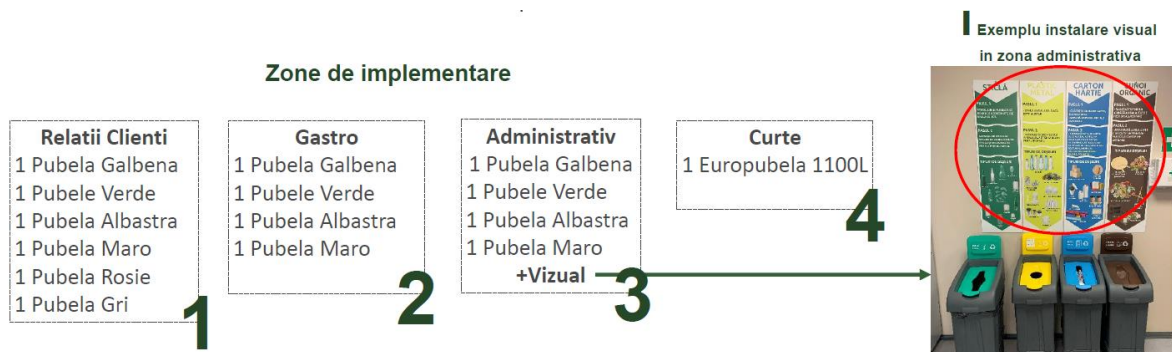 Zone de implementare
Relatii Clienti
1 Pubela Galbena
1 Pubele Verde
1 Pubela Albastra
1 Pubela Maro
1 Pubela Rosie
1 Pubela Gri
1
Gastro
1 Pubela Galbena
1 Pubele Verde
1 Pubela Albastra
1 Pubela Maro
2
Administrativ
1 Pubela Galbena
1 Pubele Verde
1 Pubela Albastra
1 Pubela Maro
+Vizual
3
Curte
1 Europubela 1100L
4
I Exemplu instalare visual
in zona administrativa
STICLĂ
CARTON
HÂRTIE
ORGANIC